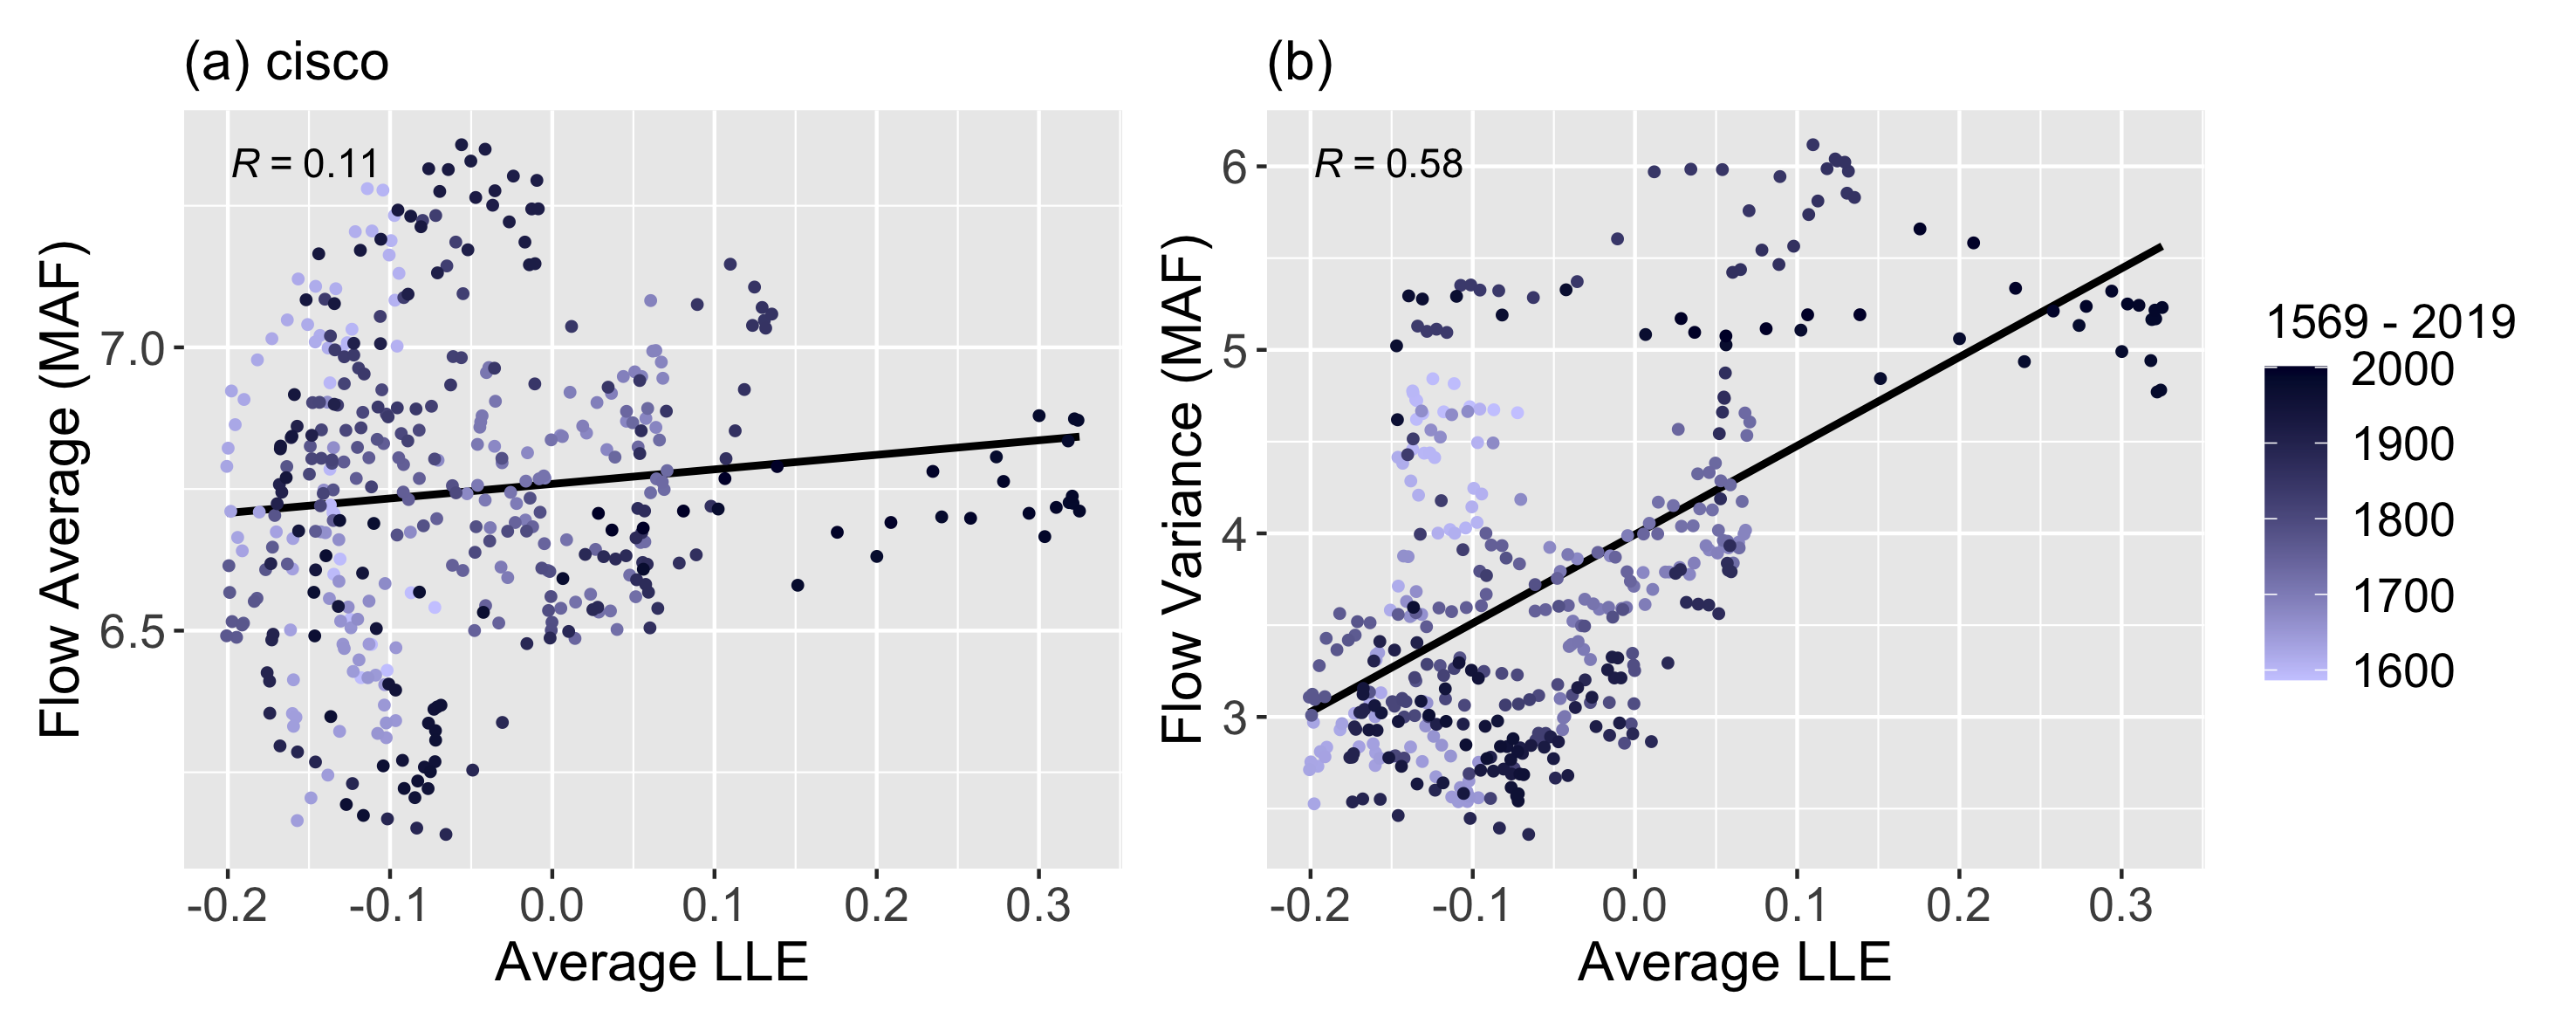 (a) cisco
R = 0.11
Flow Average (MAF)
7.0
6.5
-0.2 -0.1 0.0 0.1 0.2 0.3
Average LLE
(b)
R = 0.58
Flow Variance (MAF)
6
5
4
3
-0.2 -0.1 0.0 0.1 0.2 0.3
Average LLE
1569 - 2019
2000
1900
1800
1700
1600